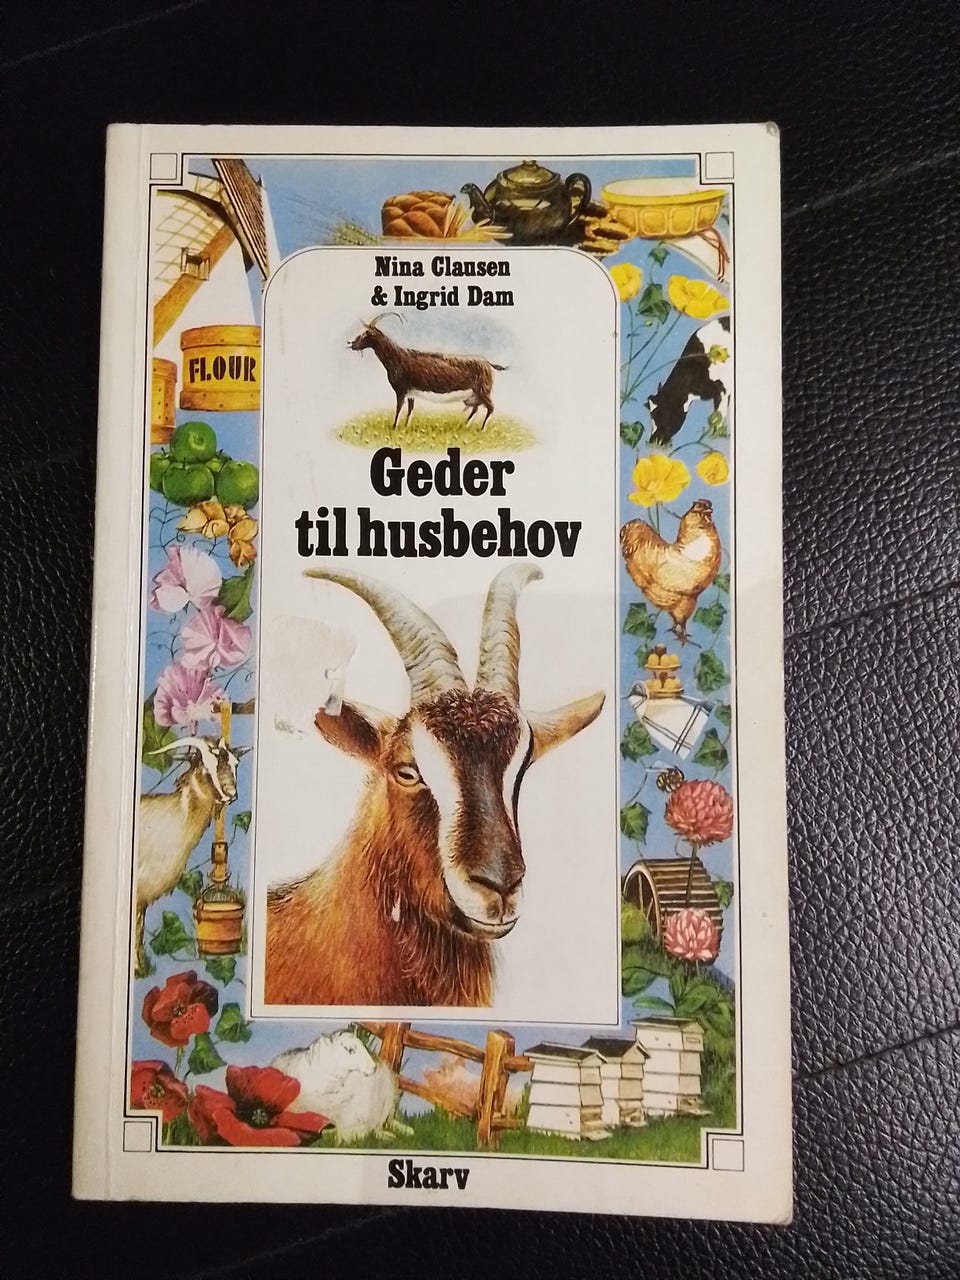 Nina Clausen
& Ingrid Dam
FLOUR
Geder
til husbehov
Skarv